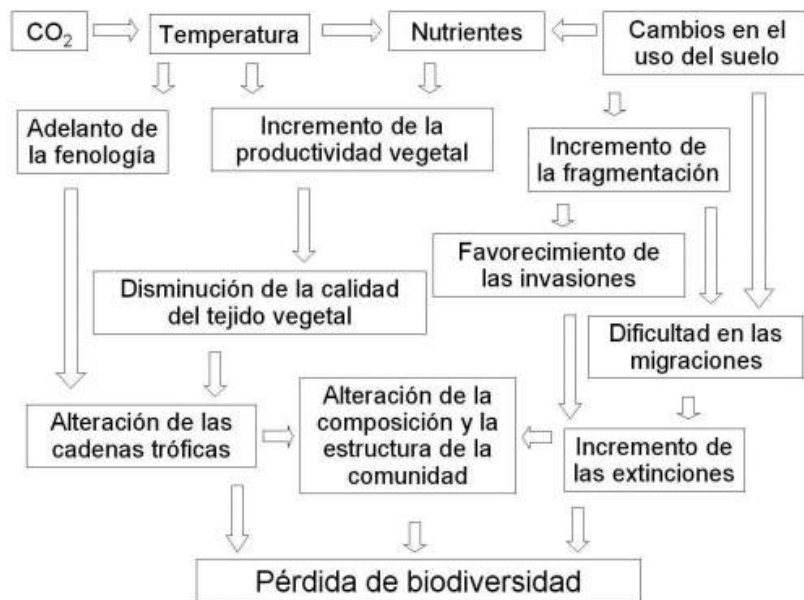 CO₂
Temperatura
Nutrientes
Cambios en el
uso del suelo
Adelanto de
la fenología
Incremento de la
productividad vegetal
Incremento de
la fragmentación
Favorecimiento de
las invasiones
Disminución de la calidad
del tejido vegetal
Dificultad en las
migraciones
Alteración de las
cadenas tróficas
Alteración de la
composición y la
estructura de la
comunidad
Incremento de
las extinciones
Pérdida de biodiversidad